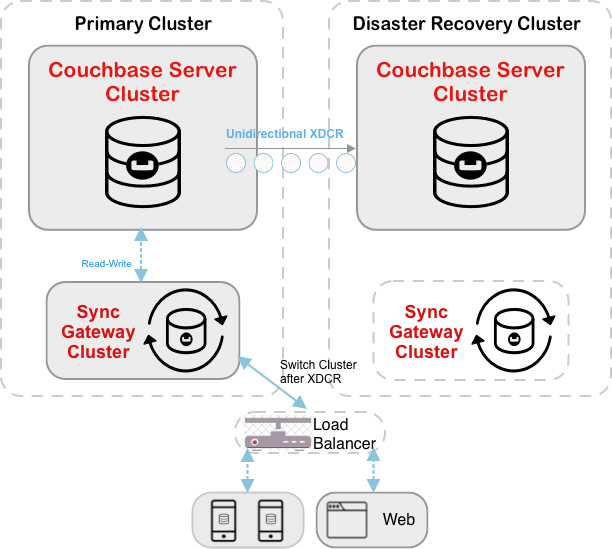 Primary Cluster
Disaster Recovery Cluster
Couchbase Server
Cluster
Couchbase Server
Cluster
Unidirectional XDCR
Read-Write
Sync
Gateway
Cluster
Sync
Gateway
Cluster
Switch Cluster
after XDCR
Load
Balancer
Web